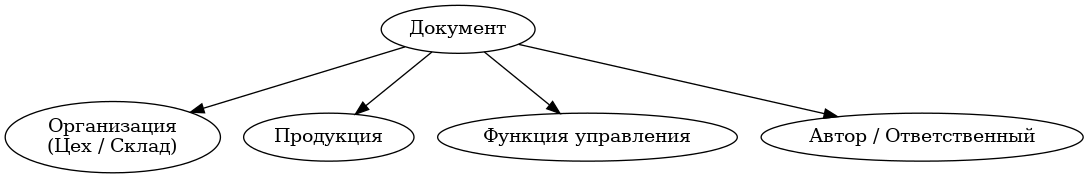 Документ
Организация
(Цех / Склад)
Продукция
Функция управления
Автор / Ответственный